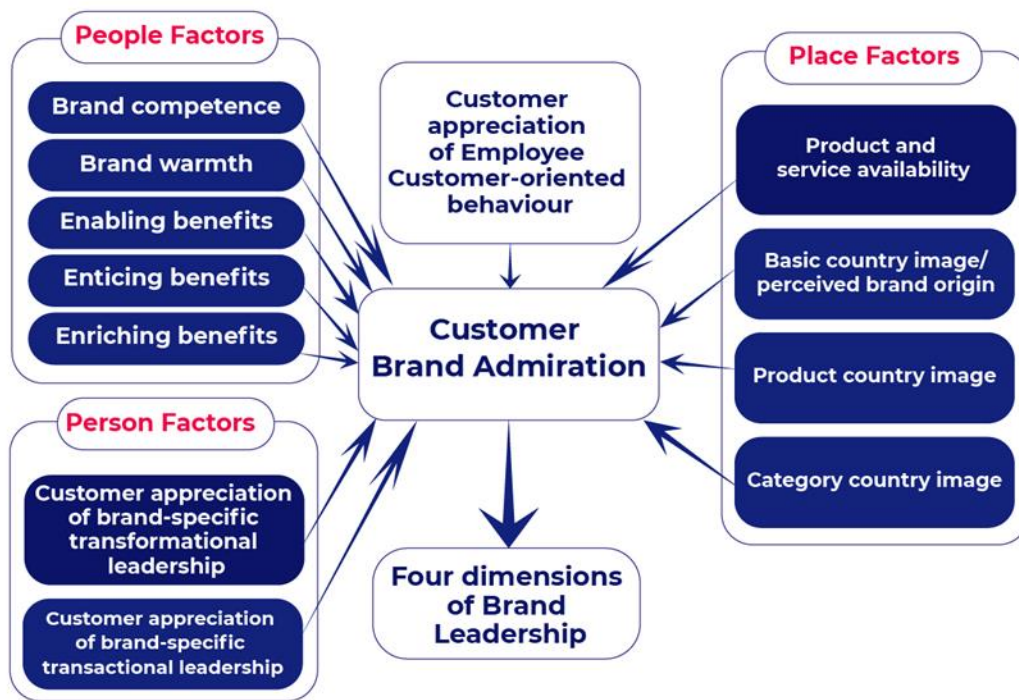 People Factors
Brand competence
Brand warmth
Enabling benefits
Enticing benefits
Enriching benefits
Customer
appreciation
of Employee
Customer-oriented
behaviour
Place Factors
Product and
service availability
Basic country image/
perceived brand origin
Product country image
Category country image
Customer
Brand Admiration
Person Factors
Customer appreciation
of brand-specific
transformational
leadership
Customer appreciation
of brand-specific
transactional leadership
Four dimensions
of Brand
Leadership